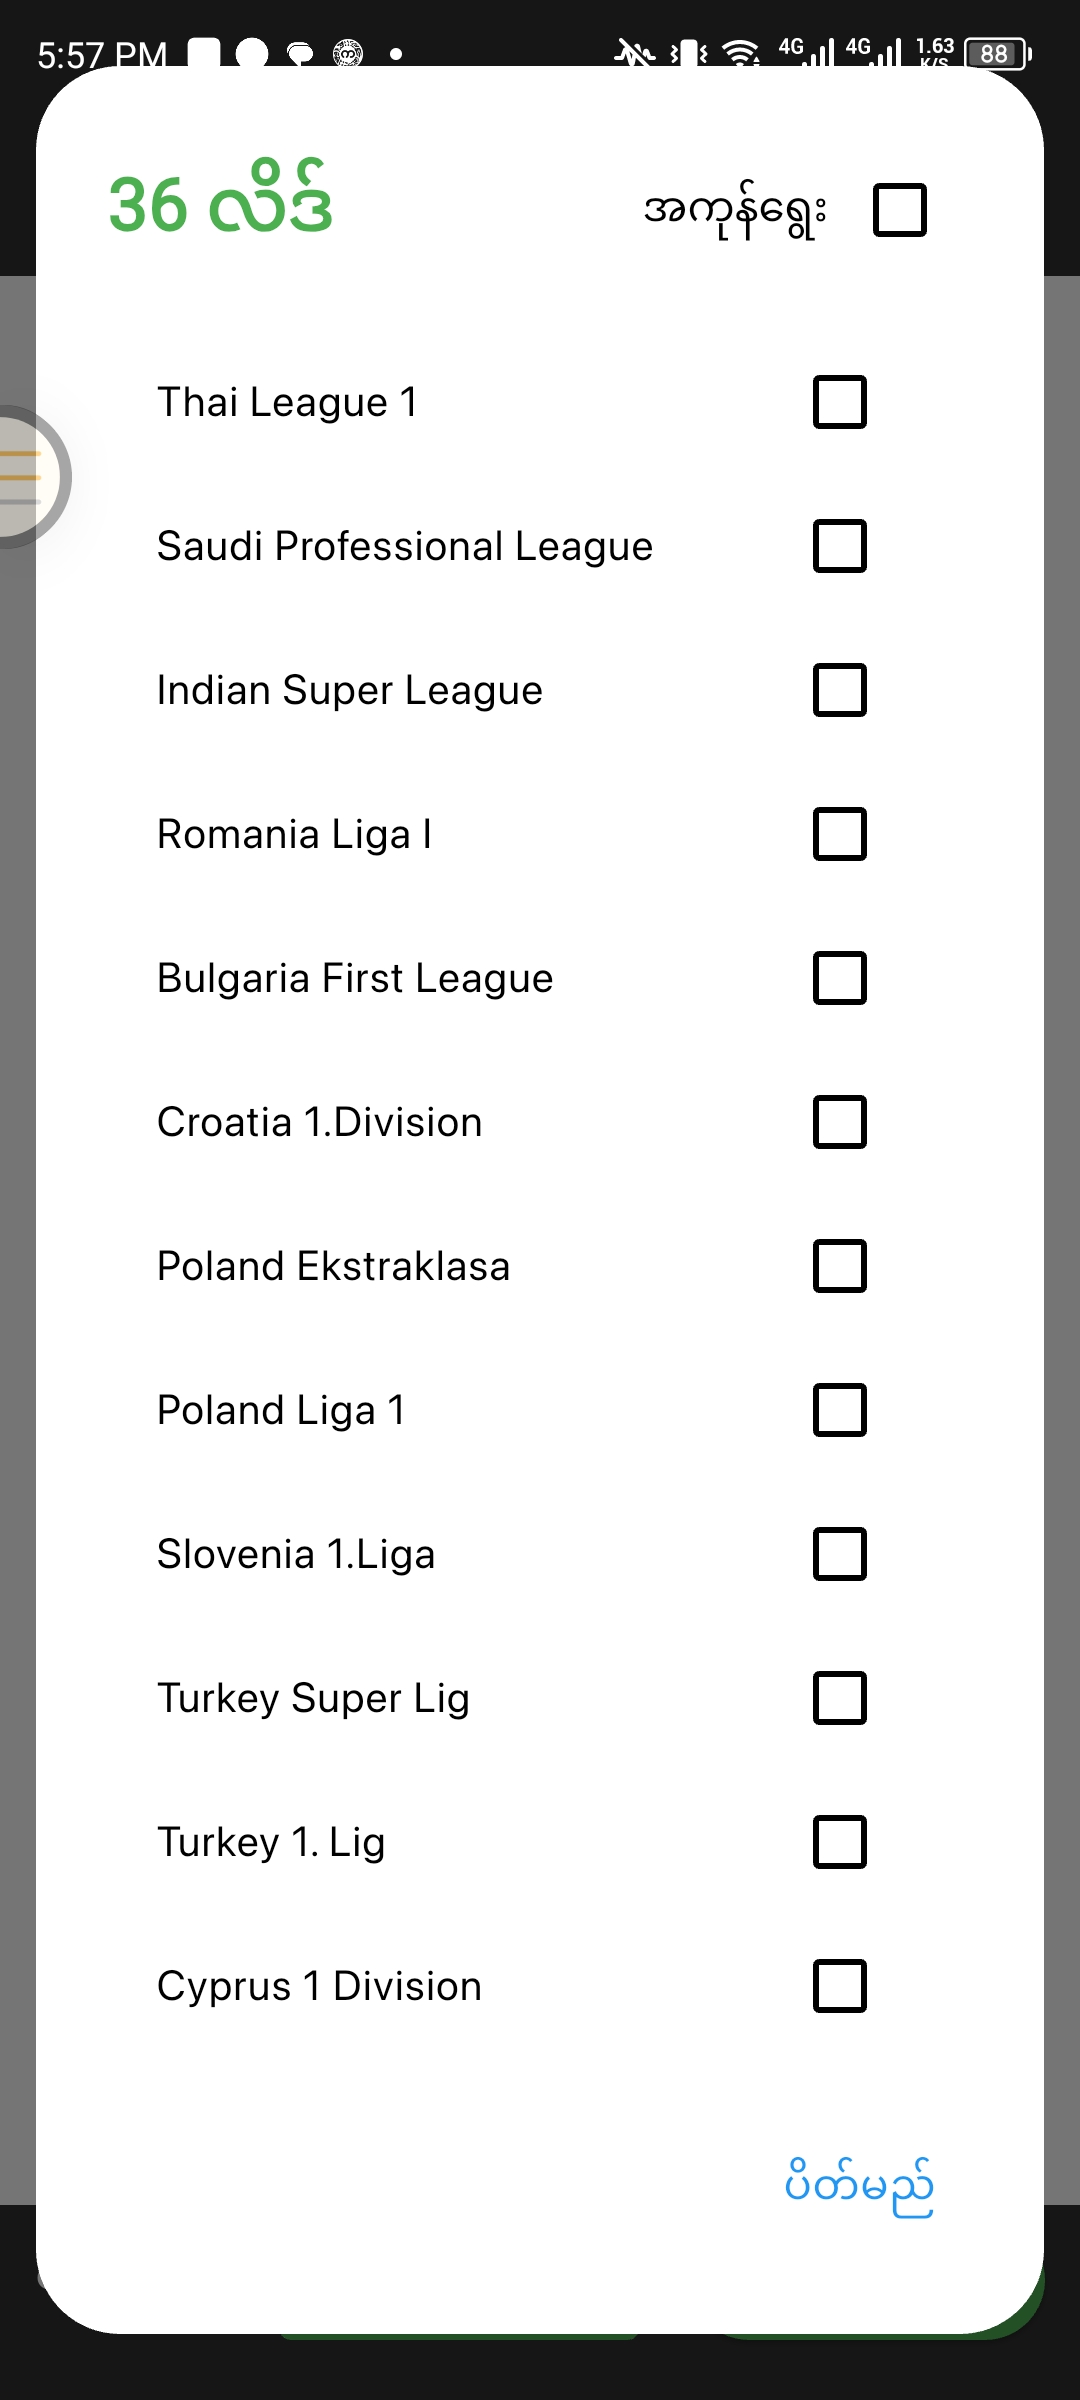 5:57 PM 4G 4G 1.63 K/S 88
36 လိဒ် အကုန်ရွေး
Thai League 1
Saudi Professional League
Indian Super League
Romania Liga I
Bulgaria First League
Croatia 1.Division
Poland Ekstraklasa
Poland Liga 1
Slovenia 1.Liga
Turkey Super Lig
Turkey 1. Lig
Cyprus 1 Division
ပိတ်မည်